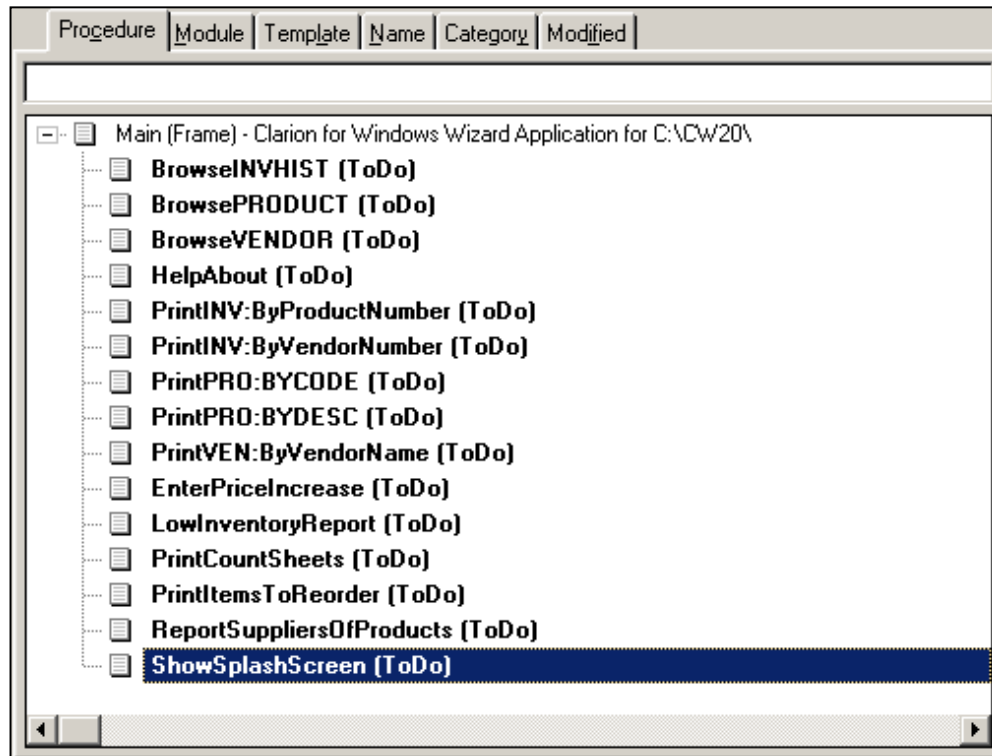 Procedure Module Template Name Category Modified
Main (Frame) - Clarion for Windows Wizard Application for C:\CW20\
BrowseINVHIST (ToDo)
BrowsePRODUCT (ToDo)
BrowseVENDOR (ToDo)
HelpAbout (ToDo)
PrintINV:ByProductNumber (ToDo)
PrintINV:ByVendorNumber (ToDo)
PrintPRO:BYCODE (ToDo)
PrintPRO:BYDESC (ToDo)
PrintVEN:ByVendorName (ToDo)
EnterPriceIncrease (ToDo)
LowInventoryReport (ToDo)
PrintCountSheets (ToDo)
PrintItemsToReorder (ToDo)
ReportSuppliersOfProducts (ToDo)
ShowSplashScreen (ToDo)